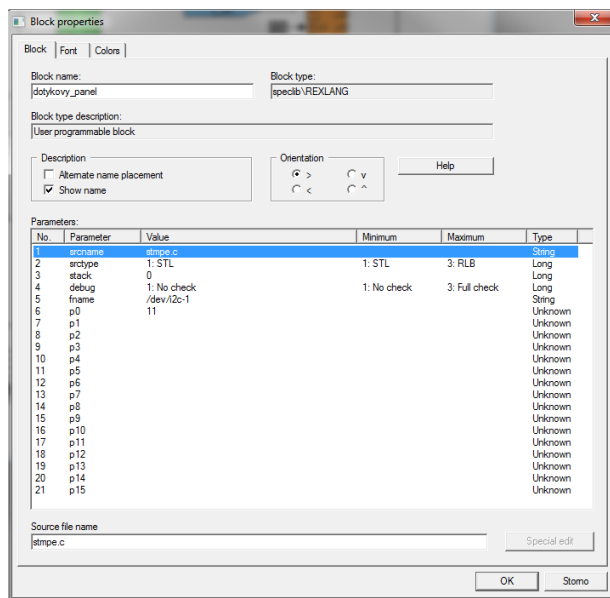 Block properties
Block Font Colors
Block name: Block type:
dotykovy_panel speclib\REXLANG
Block type description:
User programmable block
Description Orientation
Alternate name placement > v Help
Show name < ^
Parameters:
No. Parameter Value Minimum Maximum Type
1 srcname stmpe.c String
2 srctype 1: STL 1: STL 3: RLB Long
3 stack 0 Long
4 debug 1: No check 1: No check 3: Full check Long
5 fname /dev/i2c-1 String
6 p0 11 Unknown
7 p1 Unknown
8 p2 Unknown
9 p3 Unknown
10 p4 Unknown
11 p5 Unknown
12 p6 Unknown
13 p7 Unknown
14 p8 Unknown
15 p9 Unknown
16 p10 Unknown
17 p11 Unknown
18 p12 Unknown
19 p13 Unknown
20 p14 Unknown
21 p15 Unknown
Source file name
stmpe.c Special edit
OK Storno